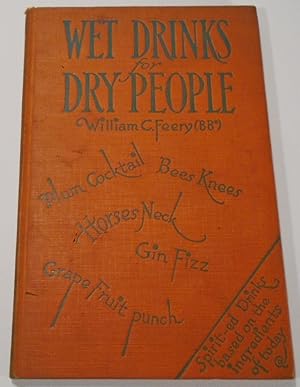 WET DRINKS
for
DRY PEOPLE
William C. Feery (BB*)
Plum Cocktail
Bees Knees
Horses Neck
Gin Fizz
Grape Fruit punch
Spirit-ed Drinks
based on the
ingredients
of today